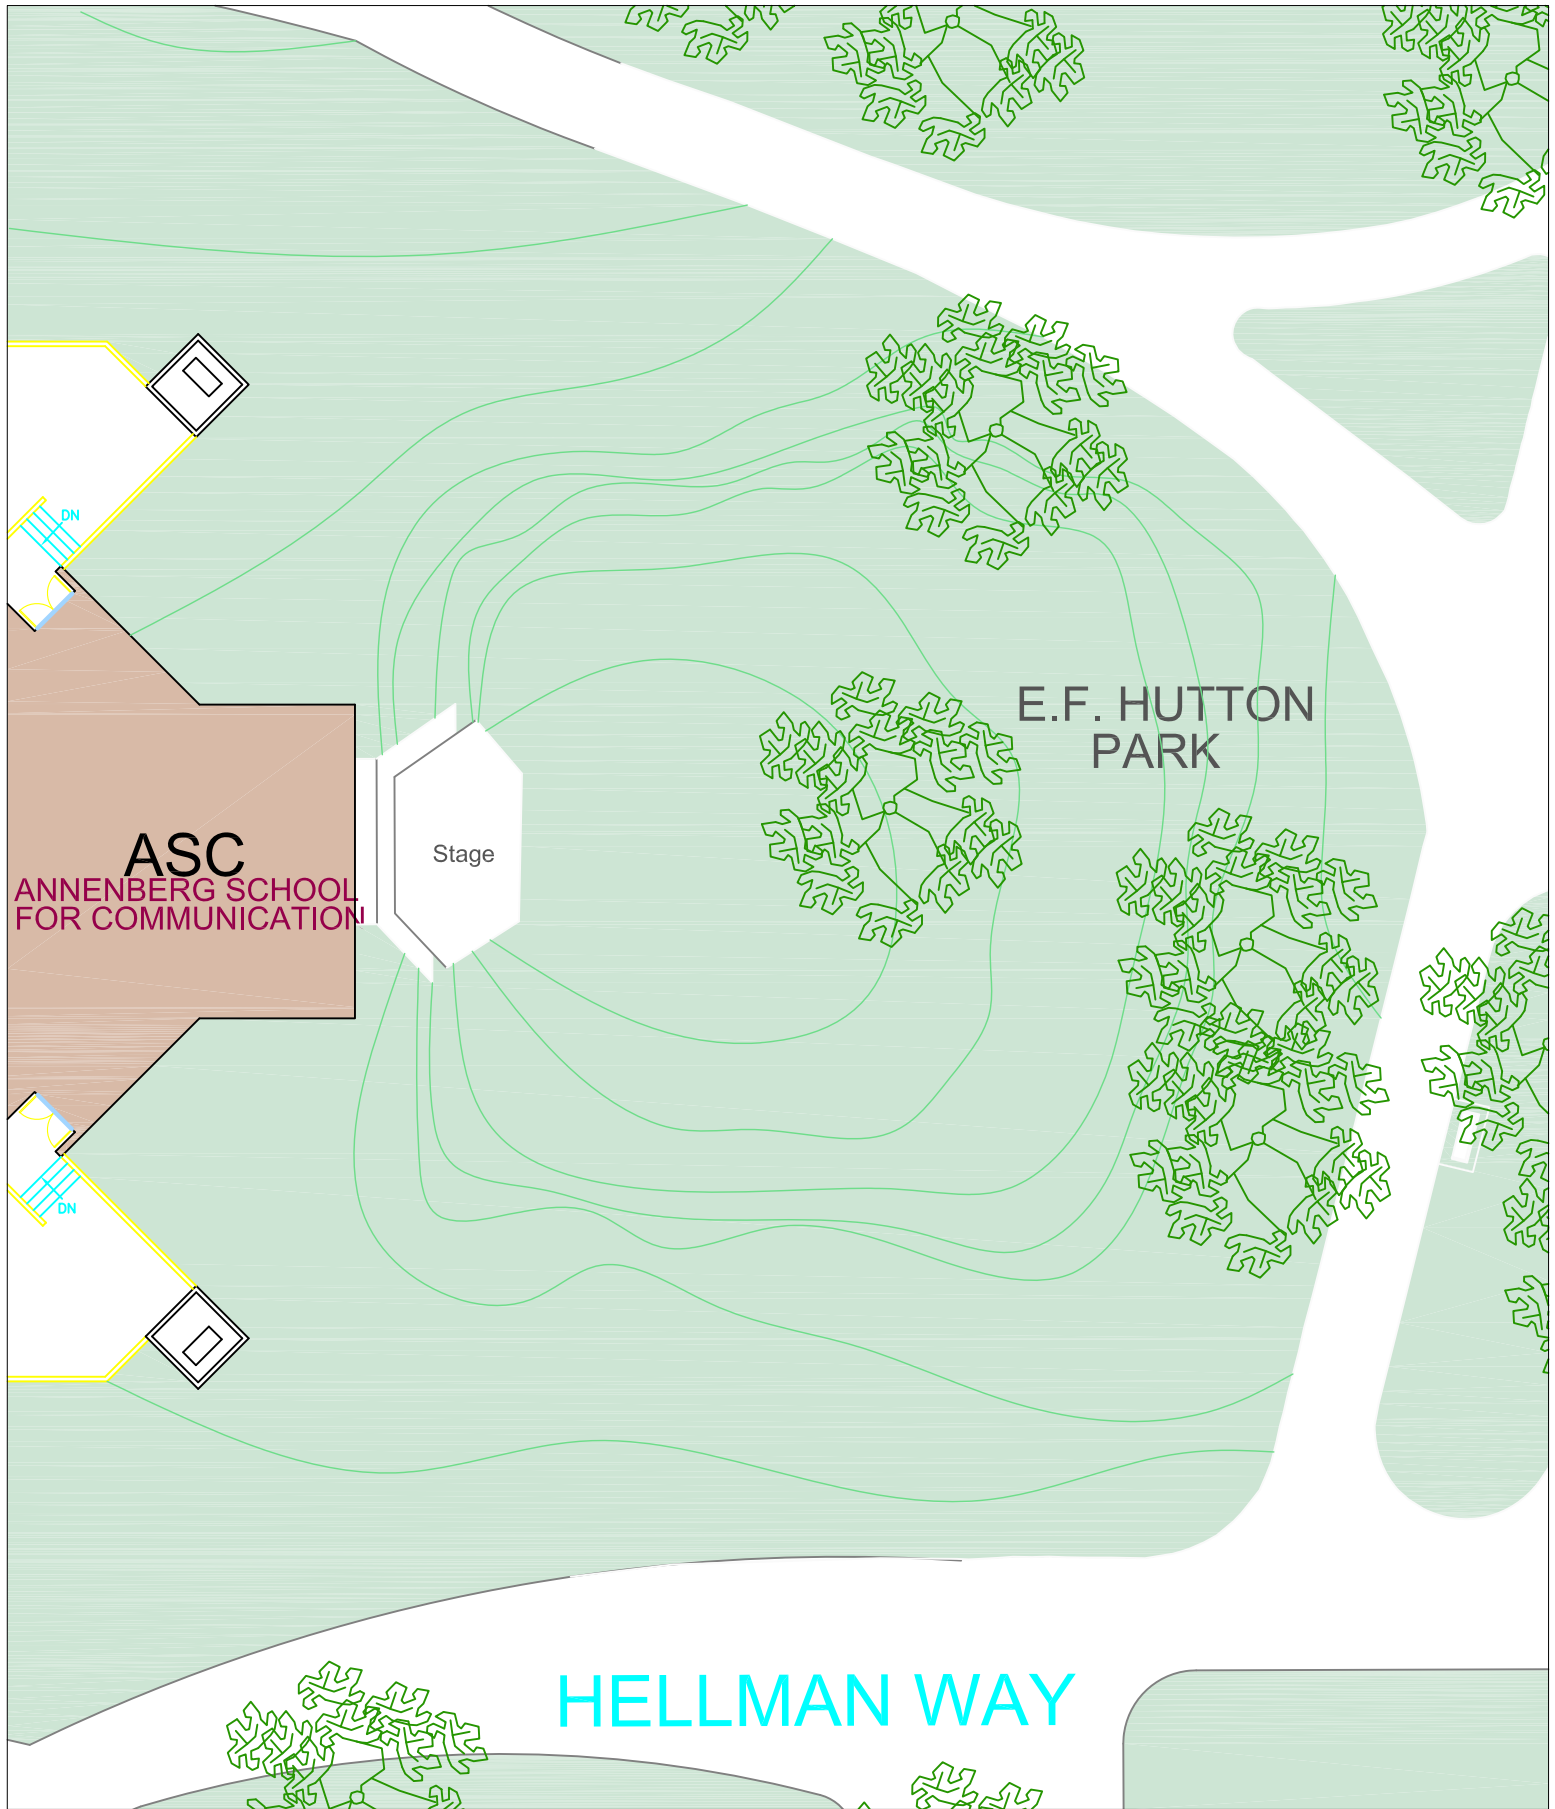 DN
E.F. HUTTON
PARK
ASC
Stage
ANNENBERG SCHOOL
FOR COMMUNICATION
DN
HELLMAN WAY